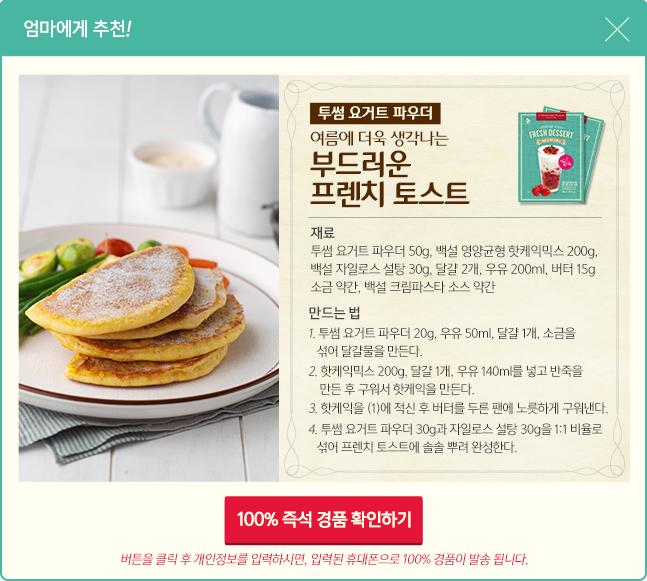 엄마에게 추천!
투썸 요거트 파우더
여름에 더욱 생각나는
부드러운
프렌치 토스트
FRESH DESSERT
재료
투썸 요거트 파우더 50g, 백설 영양균형 핫케익믹스 200g,
백설 자일로스 설탕 30g, 달걀 2개, 우유 200ml, 버터 15g
소금 약간, 백설 크림파스타 소스 약간
만드는 법
1. 투썸 요거트 파우더 20g, 우유 50ml, 달걀 1개, 소금을
섞어 달걀물을 만든다.
2. 핫케익믹스 200g, 달걀 1개, 우유 140ml를 넣고 반죽을
만든 후 구워서 핫케익을 만든다.
3. 핫케익을 (1)에 적신 후 버터를 두른 팬에 노릇하게 구워낸다.
4. 투썸 요거트 파우더 30g과 자일로스 설탕 30g을 1:1 비율로
섞어 프렌치 토스트에 솔솔 뿌려 완성한다.
100% 즉석 경품 확인하기
버튼을 클릭 후 개인정보를 입력하시면, 입력된 휴대폰으로 100% 경품이 발송 됩니다.